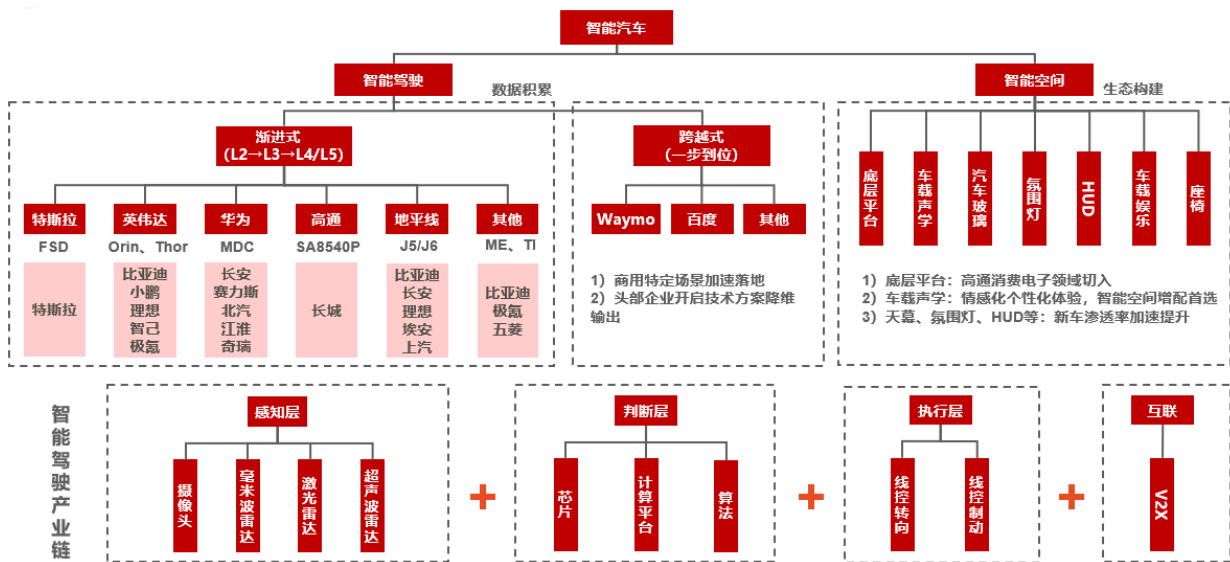 智能汽车
智能驾驶
智能空间
数据积累
生态构建
渐进式
(L2→L3→L4/L5)
跨越式
(一步到位)
特斯拉
英伟达
华为
高通
地平线
其他
FSD
Orin、Thor
MDC
SA8540P
J5/J6
ME、TI
特斯拉
比亚迪
小鹏
理想
智己
极氪
长安
赛力斯
北汽
江淮
奇瑞
长城
比亚迪
长安
理想
埃安
上汽
比亚迪
极氪
五菱
Waymo
百度
其他
1) 商用特定场景加速落地
2) 头部企业开启技术方案降维
输出
底层平台
车载声学
汽车玻璃
氛围灯
HUD
车载娱乐
座椅
1) 底层平台：高通消费电子领域切入
2) 车载声学：情感化个性化体验，智能空间增配首选
3) 天幕、氛围灯、HUD等：新车渗透率加速提升
智能驾驶产业链
感知层
摄像头
毫米波雷达
激光雷达
超声波雷达
+
判断层
芯片
计算平台
算法
+
执行层
线控转向
线控制动
+
互联
V2X